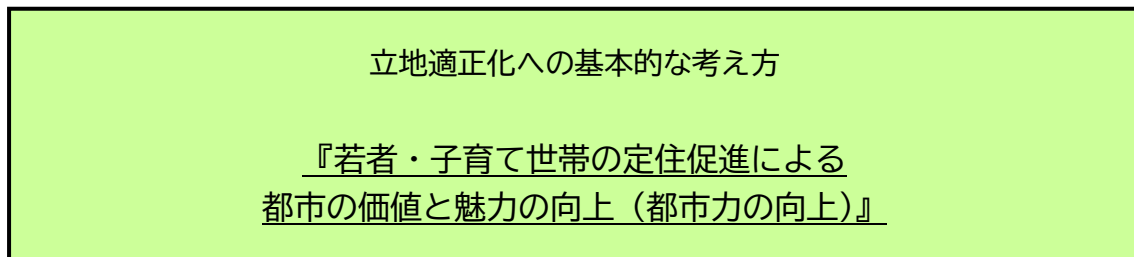 立地適正化への基本的な考え方
『若者・子育て世帯の定住促進による
都市の価値と魅力の向上（都市力の向上）』